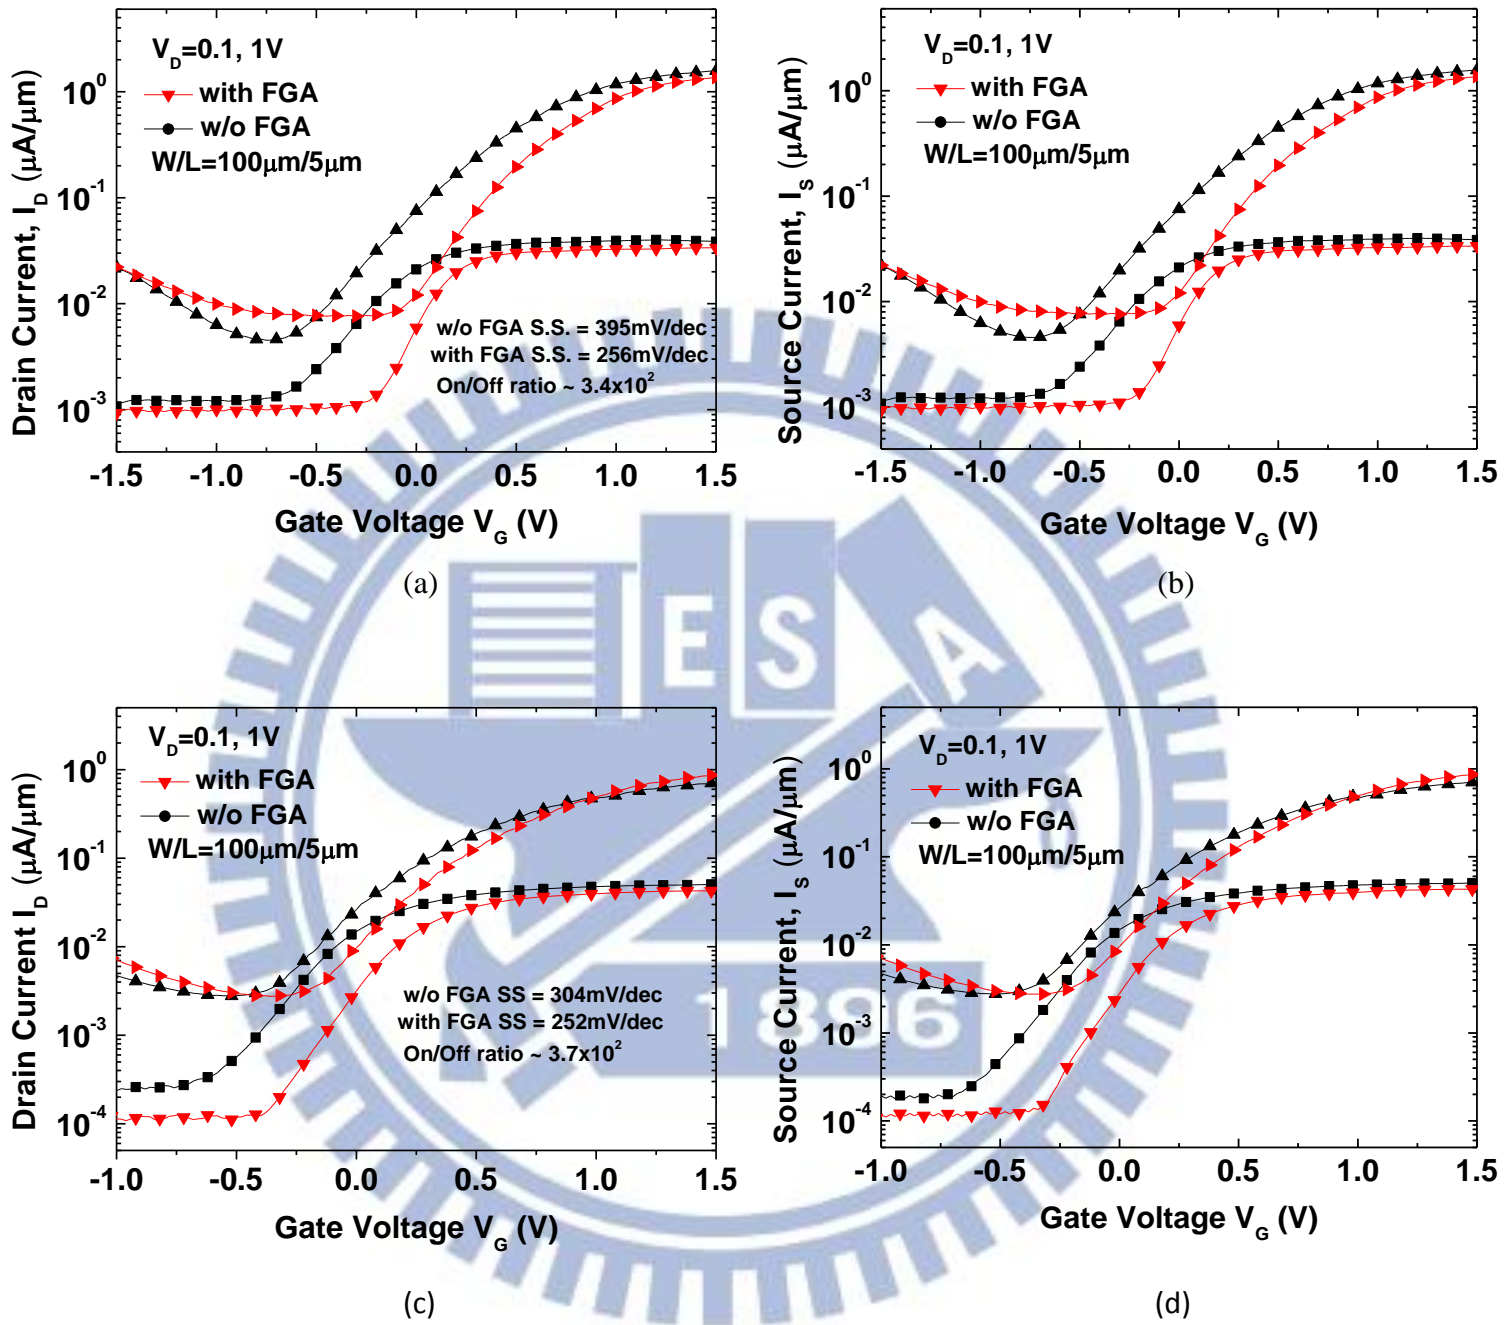 V_D=0.1, 1V
with FGA
w/o FGA
W/L=100μm/5μm
w/o FGA S.S. = 395mV/dec
with FGA S.S. = 256mV/dec
On/Off ratio ~ 3.4x10^2
Drain Current, I_D (μA/μm)
10^0
10^-1
10^-2
10^-3
-1.5 -1.0 -0.5 0.0 0.5 1.0 1.5
Gate Voltage V_G (V)
(a)
V_D=0.1, 1V
with FGA
w/o FGA
W/L=100μm/5μm
Source Current, I_S (μA/μm)
10^0
10^-1
10^-2
10^-3
-1.5 -1.0 -0.5 0.0 0.5 1.0 1.5
Gate Voltage V_G (V)
(b)
ESA
V_D=0.1, 1V
with FGA
w/o FGA
W/L=100μm/5μm
w/o FGA SS = 304mV/dec
with FGA SS = 252mV/dec
On/Off ratio ~ 3.7x10^2
Drain Current I_D (μA/μm)
10^0
10^-1
10^-2
10^-3
10^-4
-1.0 -0.5 0.0 0.5 1.0 1.5
Gate Voltage V_G (V)
(c)
V_D=0.1, 1V
with FGA
w/o FGA
W/L=100μm/5μm
Source Current, I_S (μA/μm)
10^0
10^-1
10^-2
10^-3
10^-4
-1.0 -0.5 0.0 0.5 1.0 1.5
Gate Voltage V_G (V)
(d)
1896